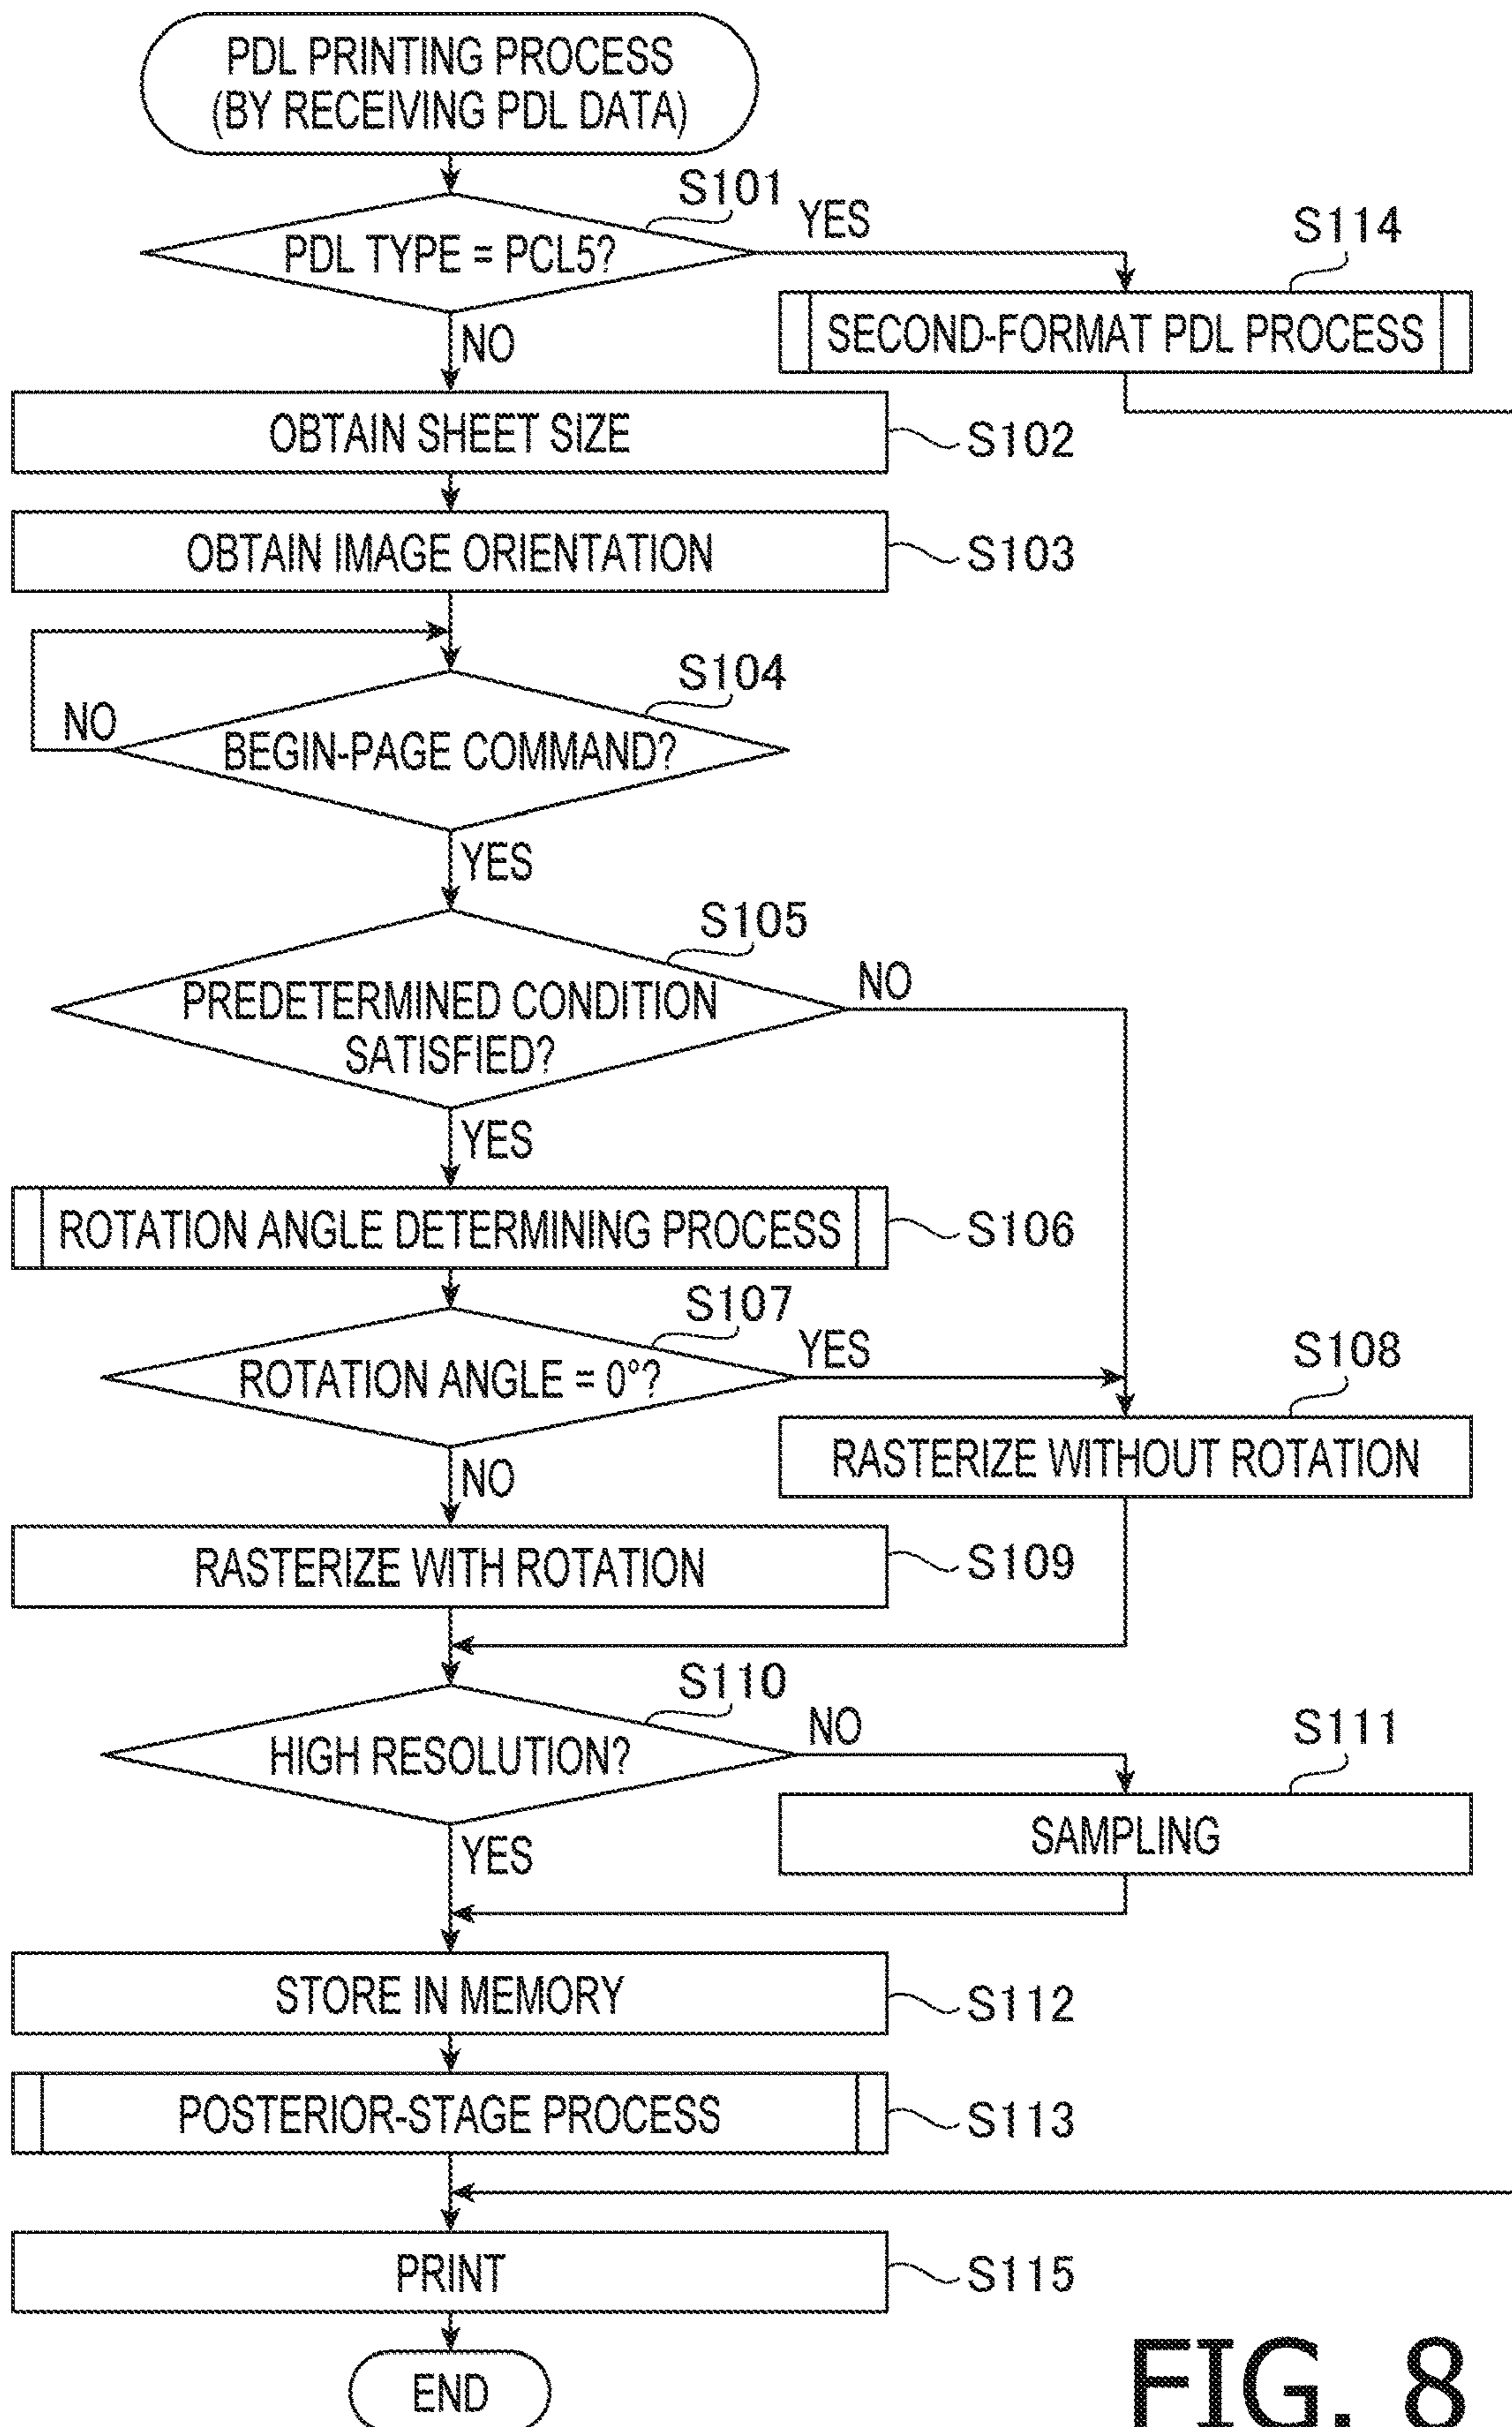 PDL PRINTING PROCESS
(BY RECEIVING PDL DATA)
S101
PDL TYPE = PCL5?
YES
NO
S114
SECOND-FORMAT PDL PROCESS
OBTAIN SHEET SIZE
S102
OBTAIN IMAGE ORIENTATION
S103
S104
BEGIN-PAGE COMMAND?
NO
YES
S105
PREDETERMINED CONDITION
SATISFIED?
NO
YES
ROTATION ANGLE DETERMINING PROCESS
S106
S107
ROTATION ANGLE = 0°?
YES
NO
S108
RASTERIZE WITHOUT ROTATION
RASTERIZE WITH ROTATION
S109
S110
HIGH RESOLUTION?
NO
YES
S111
SAMPLING
STORE IN MEMORY
S112
POSTERIOR-STAGE PROCESS
S113
PRINT
S115
END
FIG. 8